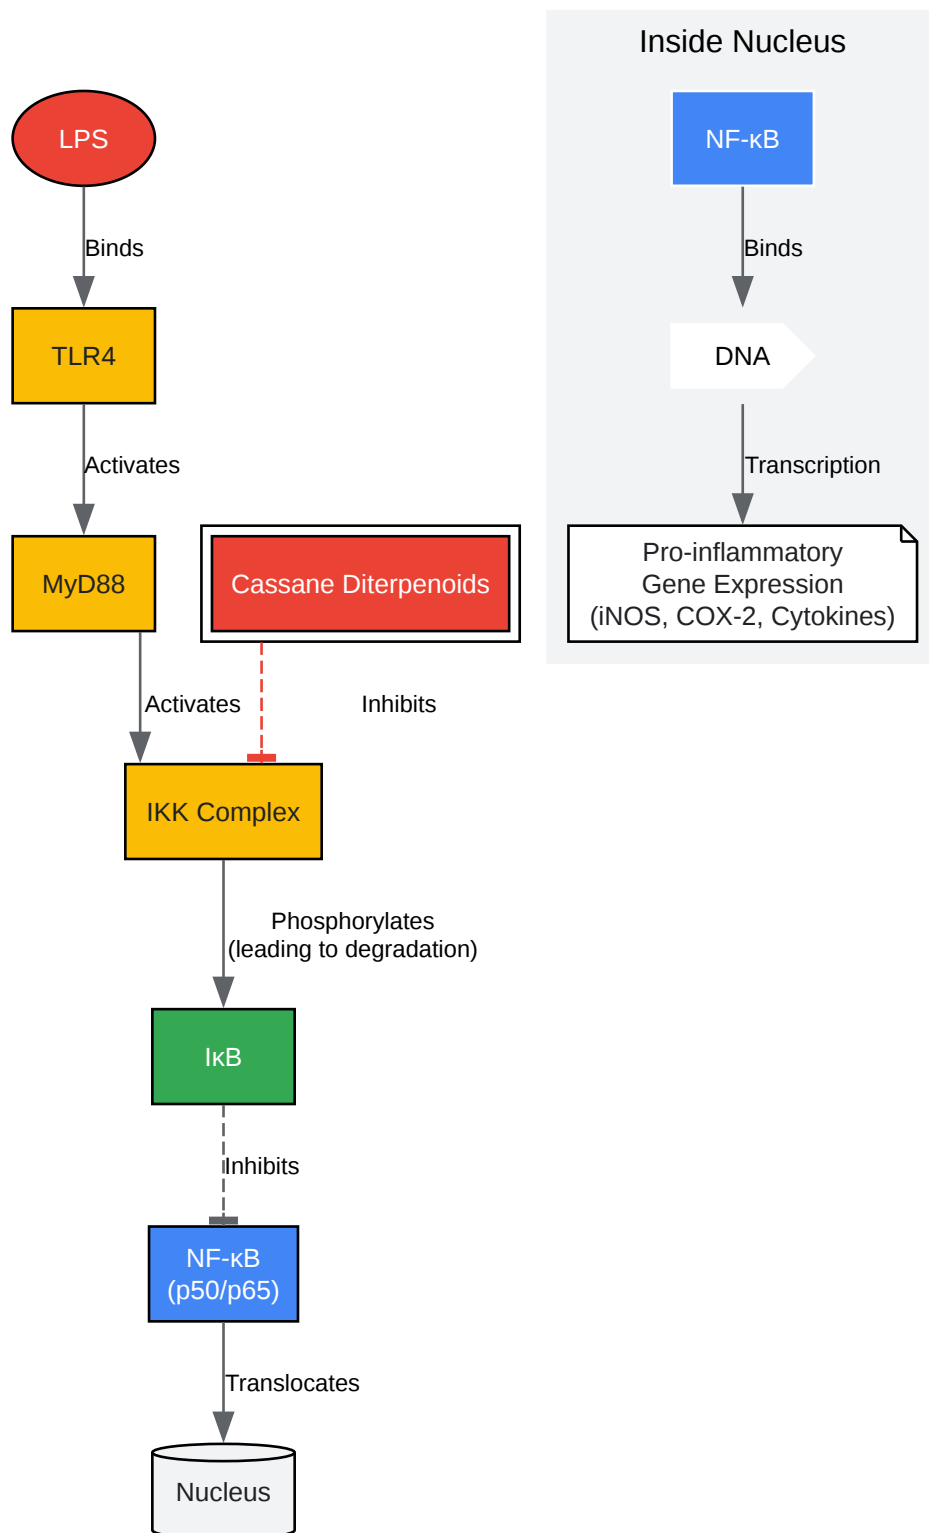 LPS
Binds
TLR4
Activates
MyD88
Cassane Diterpenoids
Activates
Inhibits
IKK Complex
Phosphorylates
(leading to degradation)
IκB
Inhibits
NF-κB
(p50/p65)
Translocates
Nucleus
Inside Nucleus
NF-κB
Binds
DNA
Transcription
Pro-inflammatory
Gene Expression
(iNOS, COX-2, Cytokines)